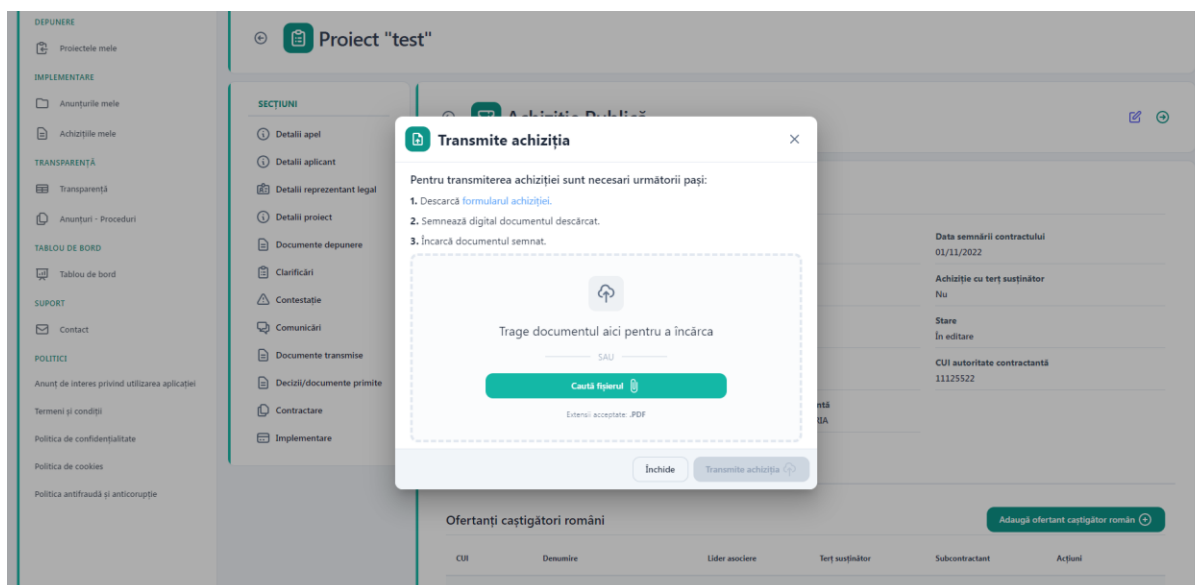 DEPUNERE
Proiectele mele
IMPLEMENTARE
Anunțurile mele
Achizițiile mele
TRANSPARENȚĂ
Transparență
Anunțuri - Proceduri
TABLOU DE BORD
Tablou de bord
SUPORT
Contact
POLITICI
Anunț de interes privind utilizarea aplicației
Termeni și condiții
Politica de confidențialitate
Politica de cookies
Politica antifraudă și anticorupție
Proiect "test"
SECȚIUNI
Detalii apel
Detalii aplicant
Detalii reprezentant legal
Detalii proiect
Documente depunere
Clarificări
Contestație
Comunicări
Documente transmise
Decizii/documente primite
Contractare
Implementare
Achiziție Publică
Transmite achiziția
Pentru transmiterea achiziției sunt necesari următorii pași:
1. Descarcă formularul achiziției.
2. Semnează digital documentul descărcat.
3. Încarcă documentul semnat.
Trage documentul aici pentru a încărca
SAU
Caută fișierul
Extensii acceptate: .PDF
Închide
Transmite achiziția
Data semnării contractului
01/11/2022
Achiziție cu terț susținător
Nu
Stare
În editare
CUI autoritate contractantă
11125522
ntă
RIA
Ofertanți caștigători români
Adaugă ofertant caștigător român
CUI Denumire Lider asociere Terț susținător Subcontractant Acțiuni